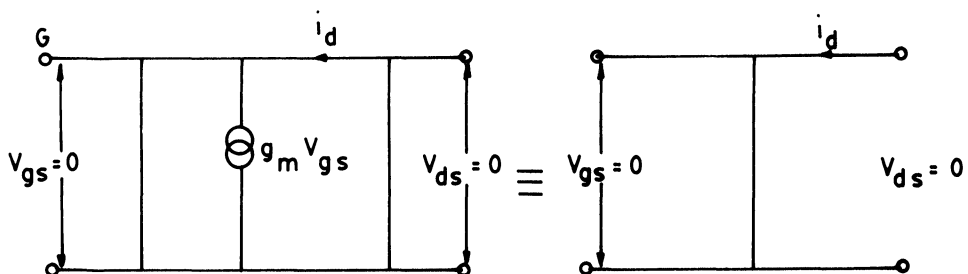 G
i_d
V_gs = 0
g_m V_gs
V_ds = 0
≡
i_d
V_gs = 0
V_ds = 0